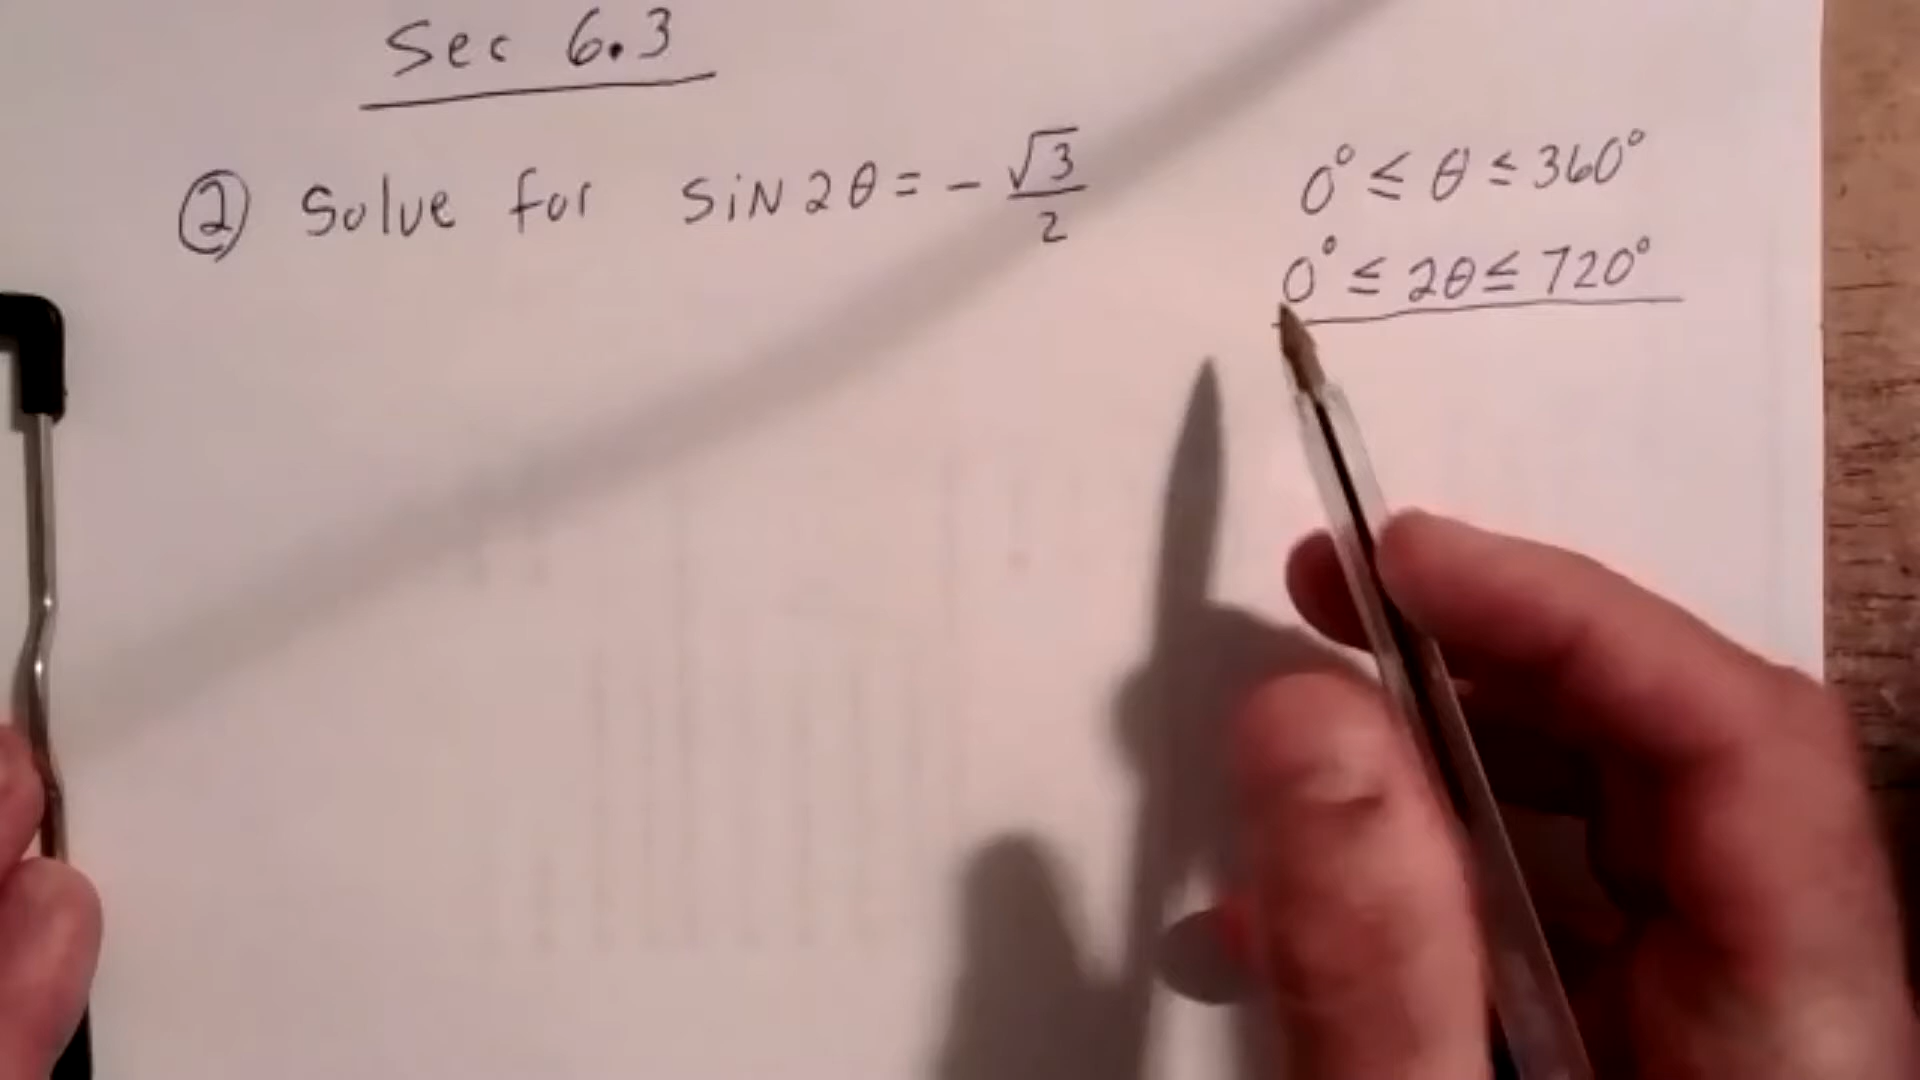 Sec 6.3
② Solve for sin 2θ = - √3/2
0° ≤ θ ≤ 360°
0° ≤ 2θ ≤ 720°